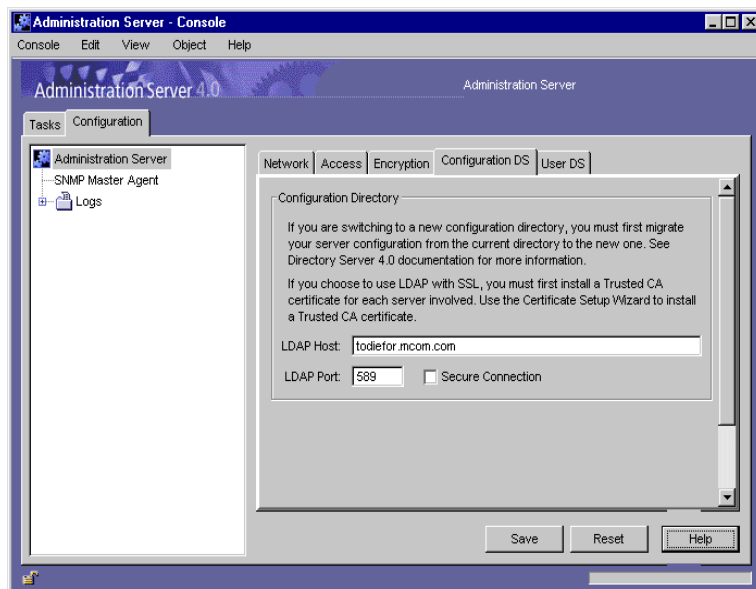 Administration Server - Console
Console Edit View Object Help
Administration Server 4.0
Administration Server
Tasks Configuration
Administration Server
SNMP Master Agent
Logs
Network Access Encryption Configuration DS User DS
Configuration Directory
If you are switching to a new configuration directory, you must first migrate
your server configuration from the current directory to the new one. See
Directory Server 4.0 documentation for more information.
If you choose to use LDAP with SSL, you must first install a Trusted CA
certificate for each server involved. Use the Certificate Setup Wizard to install
a Trusted CA certificate.
LDAP Host: todiefor.mcom.com
LDAP Port: 589 Secure Connection
Save Reset Help